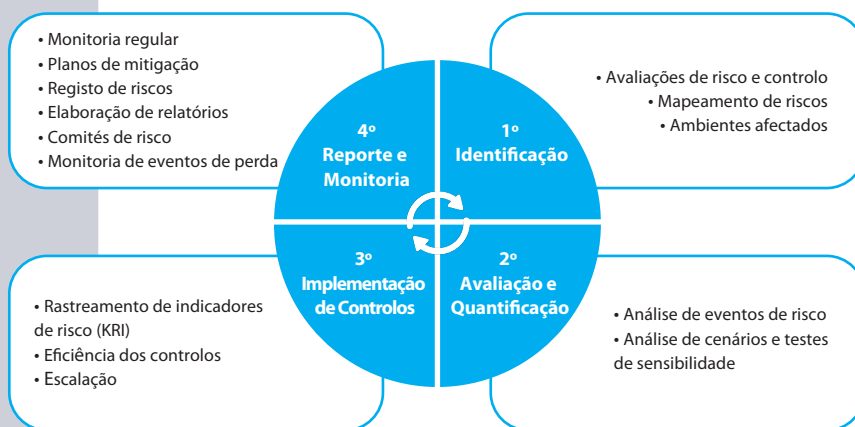 • Monitoria regular
• Planos de mitigação
• Registo de riscos
• Elaboração de relatórios
• Comités de risco
• Monitoria de eventos de perda
• Avaliações de risco e controlo
• Mapeamento de riscos
• Ambientes afectados
4º
Reporte e
Monitoria
1º
Identificação
3º
Implementação
de Controlos
2º
Avaliação e
Quantificação
• Rastreamento de indicadores
de risco (KRI)
• Eficiência dos controlos
• Escalação
• Análise de eventos de risco
• Análise de cenários e testes
de sensibilidade